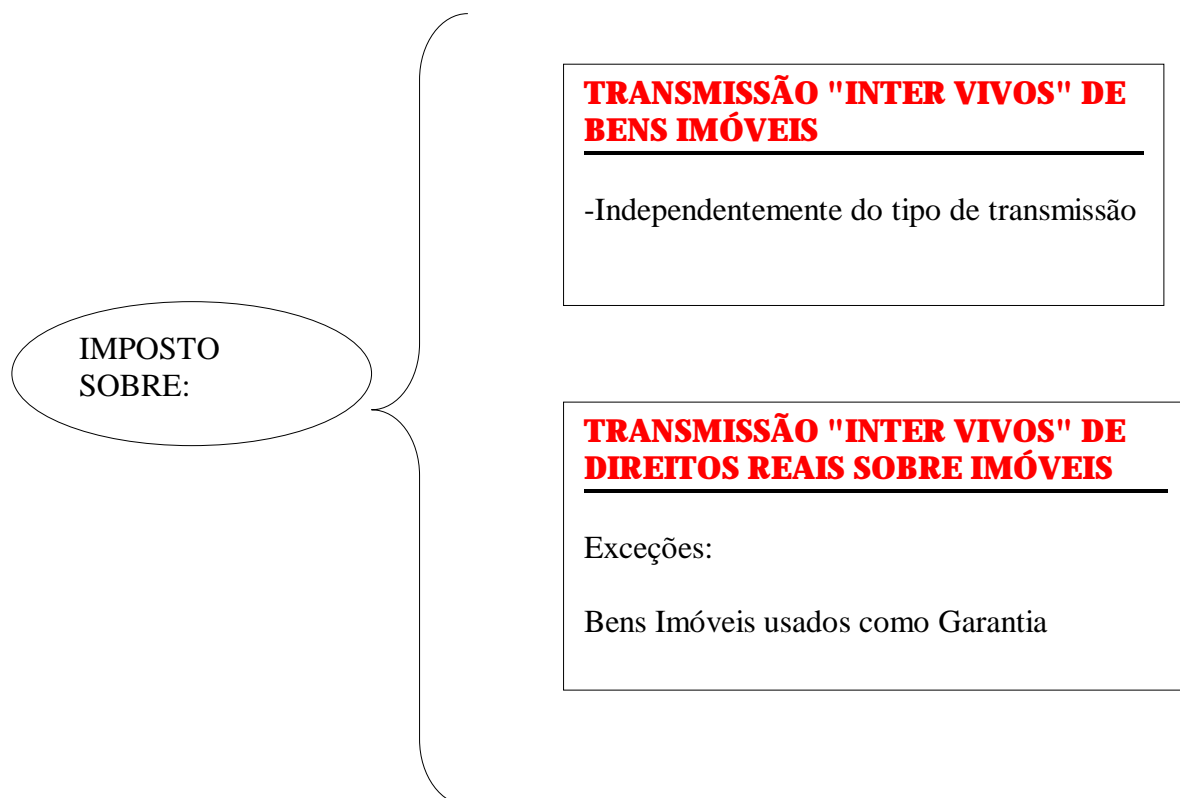 IMPOSTO
SOBRE:
TRANSMISSÃO "INTER VIVOS" DE
BENS IMÓVEIS
-Independentemente do tipo de transmissão
TRANSMISSÃO "INTER VIVOS" DE
DIREITOS REAIS SOBRE IMÓVEIS
Exceções:
Bens Imóveis usados como Garantia